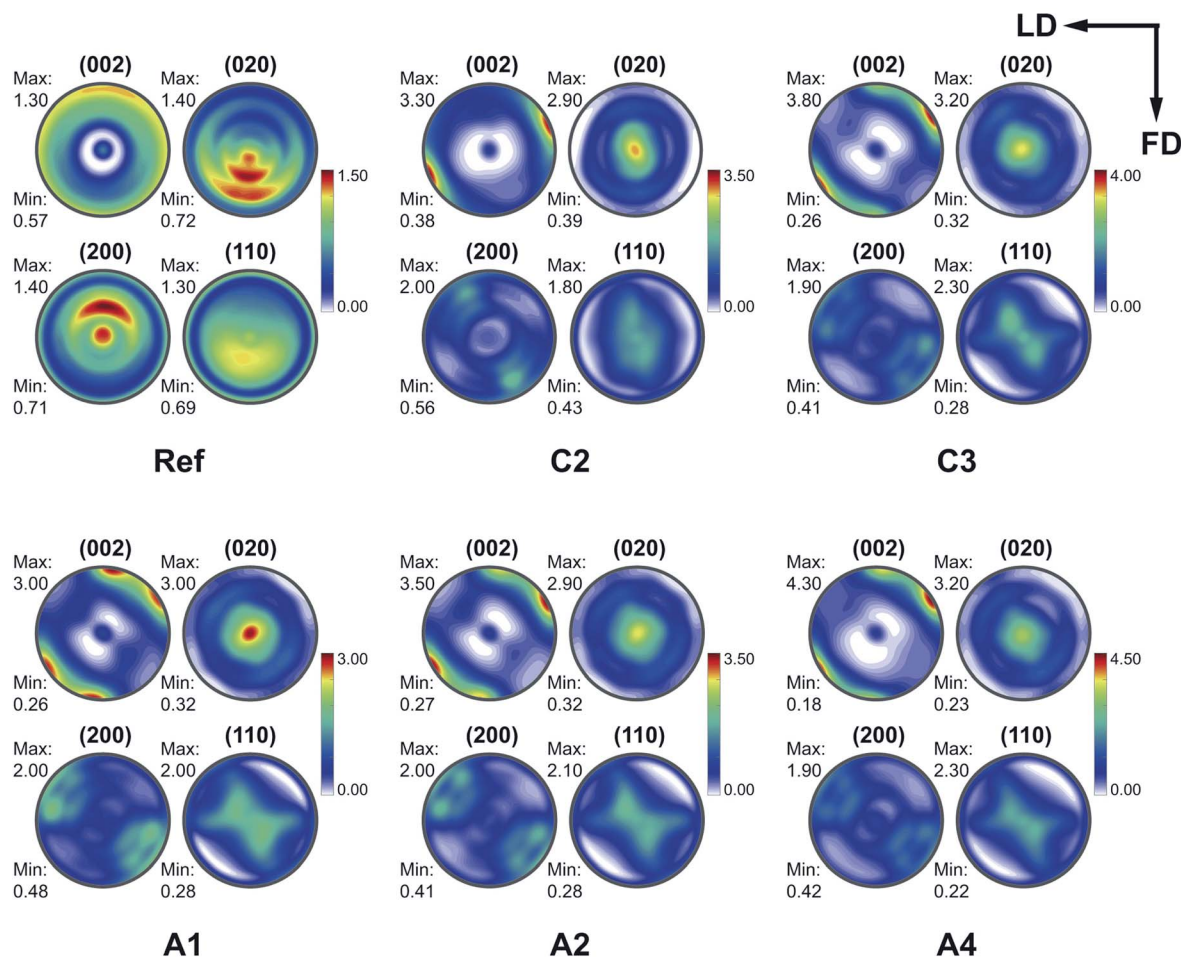 LD
FD
(002) (020)
Max: 1.30
Max: 1.40
Min: 0.57
Min: 0.72
(200) (110)
Max: 1.40
Max: 1.30
Min: 0.71
Min: 0.69
1.50
0.00
Ref
(002) (020)
Max: 3.30
Max: 2.90
Min: 0.38
Min: 0.39
(200) (110)
Max: 2.00
Max: 1.80
Min: 0.56
Min: 0.43
3.50
0.00
C2
(002) (020)
Max: 3.80
Max: 3.20
Min: 0.26
Min: 0.32
(200) (110)
Max: 1.90
Max: 2.30
Min: 0.41
Min: 0.28
4.00
0.00
C3
(002) (020)
Max: 3.00
Max: 3.00
Min: 0.26
Min: 0.32
(200) (110)
Max: 2.00
Max: 2.00
Min: 0.48
Min: 0.28
3.00
0.00
A1
(002) (020)
Max: 3.50
Max: 2.90
Min: 0.27
Min: 0.32
(200) (110)
Max: 2.00
Max: 2.10
Min: 0.41
Min: 0.28
3.50
0.00
A2
(002) (020)
Max: 4.30
Max: 3.20
Min: 0.18
Min: 0.23
(200) (110)
Max: 1.90
Max: 2.30
Min: 0.42
Min: 0.22
4.50
0.00
A4